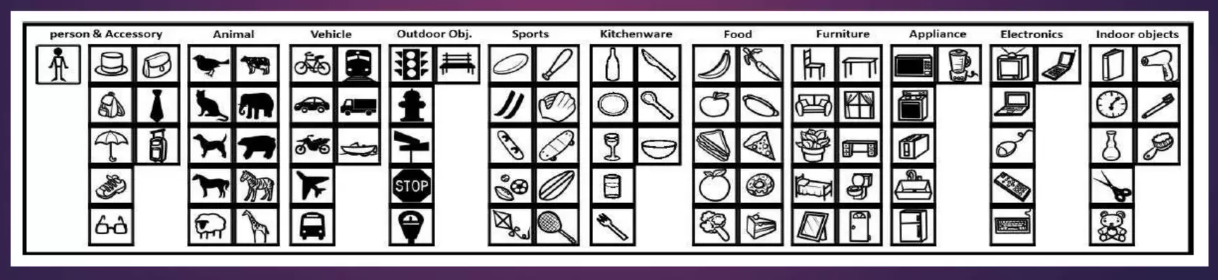 person & Accessory Animal Vehicle Outdoor Obj. Sports Kitchenware Food Furniture Appliance Electronics Indoor objects
STOP